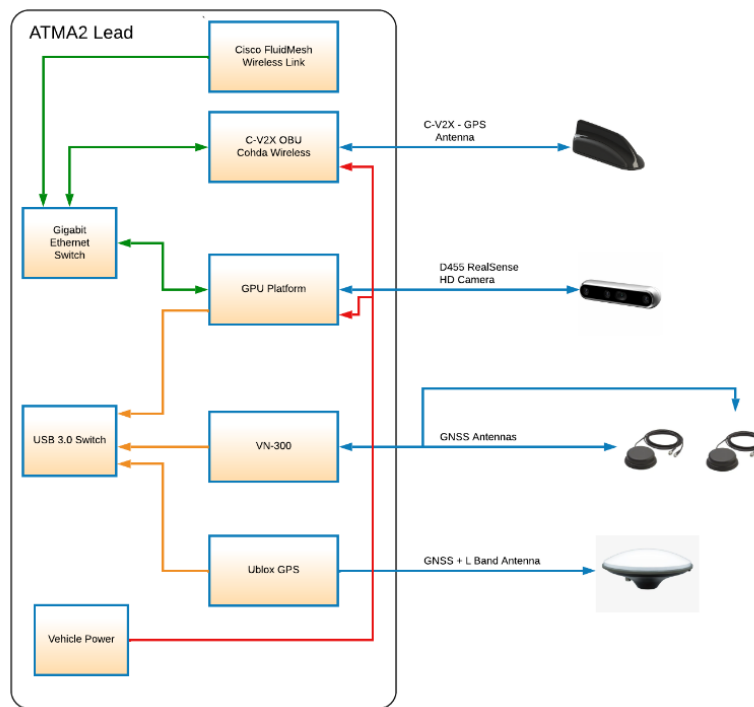 ATMA2 Lead
Cisco FluidMesh
Wireless Link
C-V2X OBU
Cohda Wireless
C-V2X - GPS
Antenna
Gigabit
Ethernet
Switch
GPU Platform
D455 RealSense
HD Camera
USB 3.0 Switch
VN-300
GNSS Antennas
Ublox GPS
GNSS + L Band Antenna
Vehicle Power